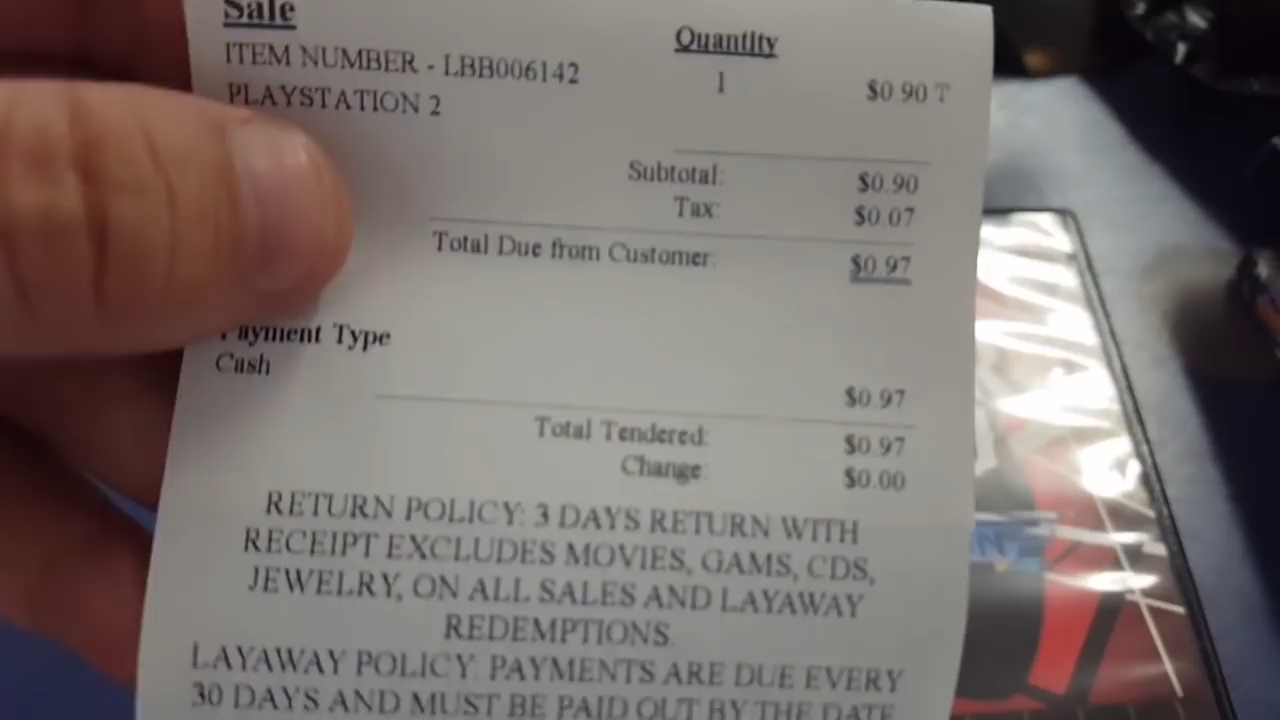 Sale
Quantity
ITEM NUMBER - LBB006142
1
$0.90 T
PLAYSTATION 2
Subtotal: $0.90
Tax: $0.07
Total Due from Customer: $0.97
Payment Type
Cash
$0.97
Total Tendered: $0.97
Change: $0.00
RETURN POLICY: 3 DAYS RETURN WITH
RECEIPT EXCLUDES MOVIES, GAMS, CDS,
JEWELRY, ON ALL SALES AND LAYAWAY
REDEMPTIONS.
LAYAWAY POLICY: PAYMENTS ARE DUE EVERY
30 DAYS AND MUST BE PAID OUT BY THE DATE